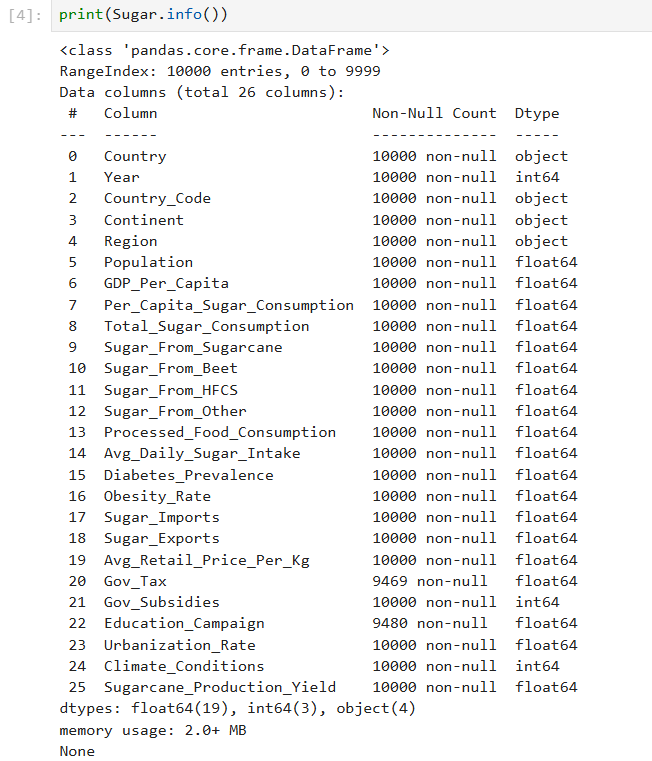 [4]: print(Sugar.info())
<class 'pandas.core.frame.DataFrame'>
RangeIndex: 10000 entries, 0 to 9999
Data columns (total 26 columns):
 #   Column                         Non-Null Count  Dtype
---  ------                         --------------  -----
 0   Country                        10000 non-null  object
 1   Year                           10000 non-null  int64
 2   Country_Code                   10000 non-null  object
 3   Continent                      10000 non-null  object
 4   Region                         10000 non-null  object
 5   Population                     10000 non-null  float64
 6   GDP_Per_Capita                 10000 non-null  float64
 7   Per_Capita_Sugar_Consumption   10000 non-null  float64
 8   Total_Sugar_Consumption        10000 non-null  float64
 9   Sugar_From_Sugarcane           10000 non-null  float64
 10  Sugar_From_Beet                10000 non-null  float64
 11  Sugar_From_HFCS                10000 non-null  float64
 12  Sugar_From_Other               10000 non-null  float64
 13  Processed_Food_Consumption     10000 non-null  float64
 14  Avg_Daily_Sugar_Intake         10000 non-null  float64
 15  Diabetes_Prevalence            10000 non-null  float64
 16  Obesity_Rate                   10000 non-null  float64
 17  Sugar_Imports                  10000 non-null  float64
 18  Sugar_Exports                  10000 non-null  float64
 19  Avg_Retail_Price_Per_Kg        10000 non-null  float64
 20  Gov_Tax                        9469 non-null   float64
 21  Gov_Subsidies                  10000 non-null  int64
 22  Education_Campaign             9480 non-null   float64
 23  Urbanization_Rate              10000 non-null  float64
 24  Climate_Conditions             10000 non-null  int64
 25  Sugarcane_Production_Yield     10000 non-null  float64
dtypes: float64(19), int64(3), object(4)
memory usage: 2.0+ MB
None